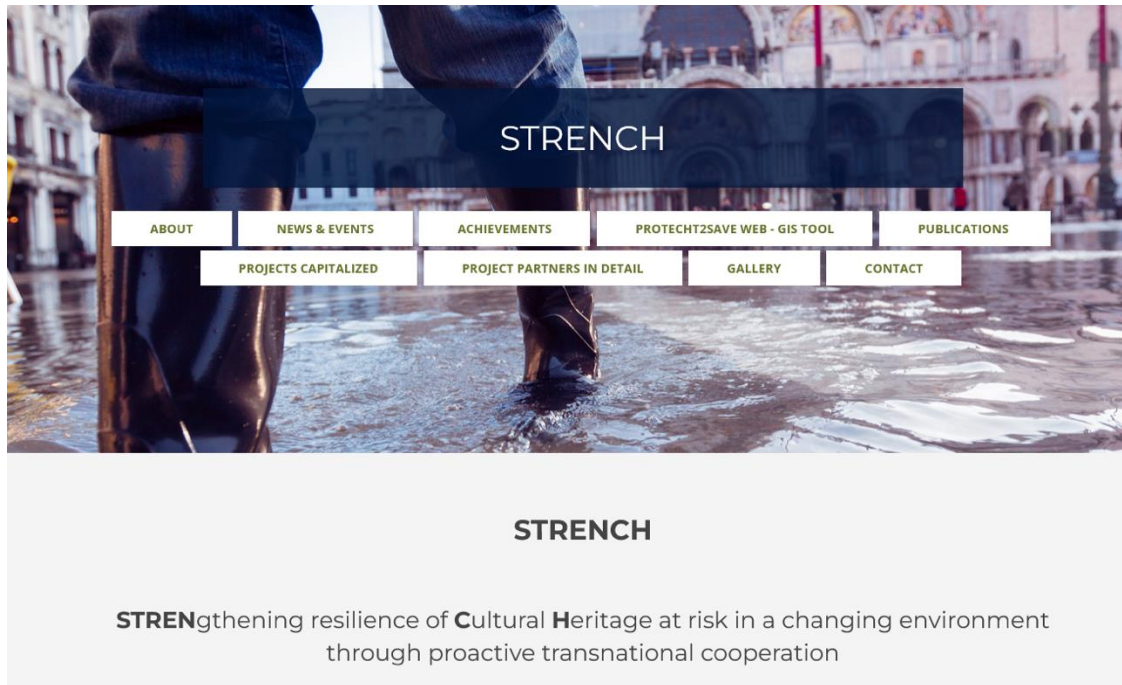 STRENCH
ABOUT
NEWS & EVENTS
ACHIEVEMENTS
PROTECHT2SAVE WEB - GIS TOOL
PUBLICATIONS
PROJECTS CAPITALIZED
PROJECT PARTNERS IN DETAIL
GALLERY
CONTACT
STRENCH
STRENgthening resilience of Cultural Heritage at risk in a changing environment
through proactive transnational cooperation